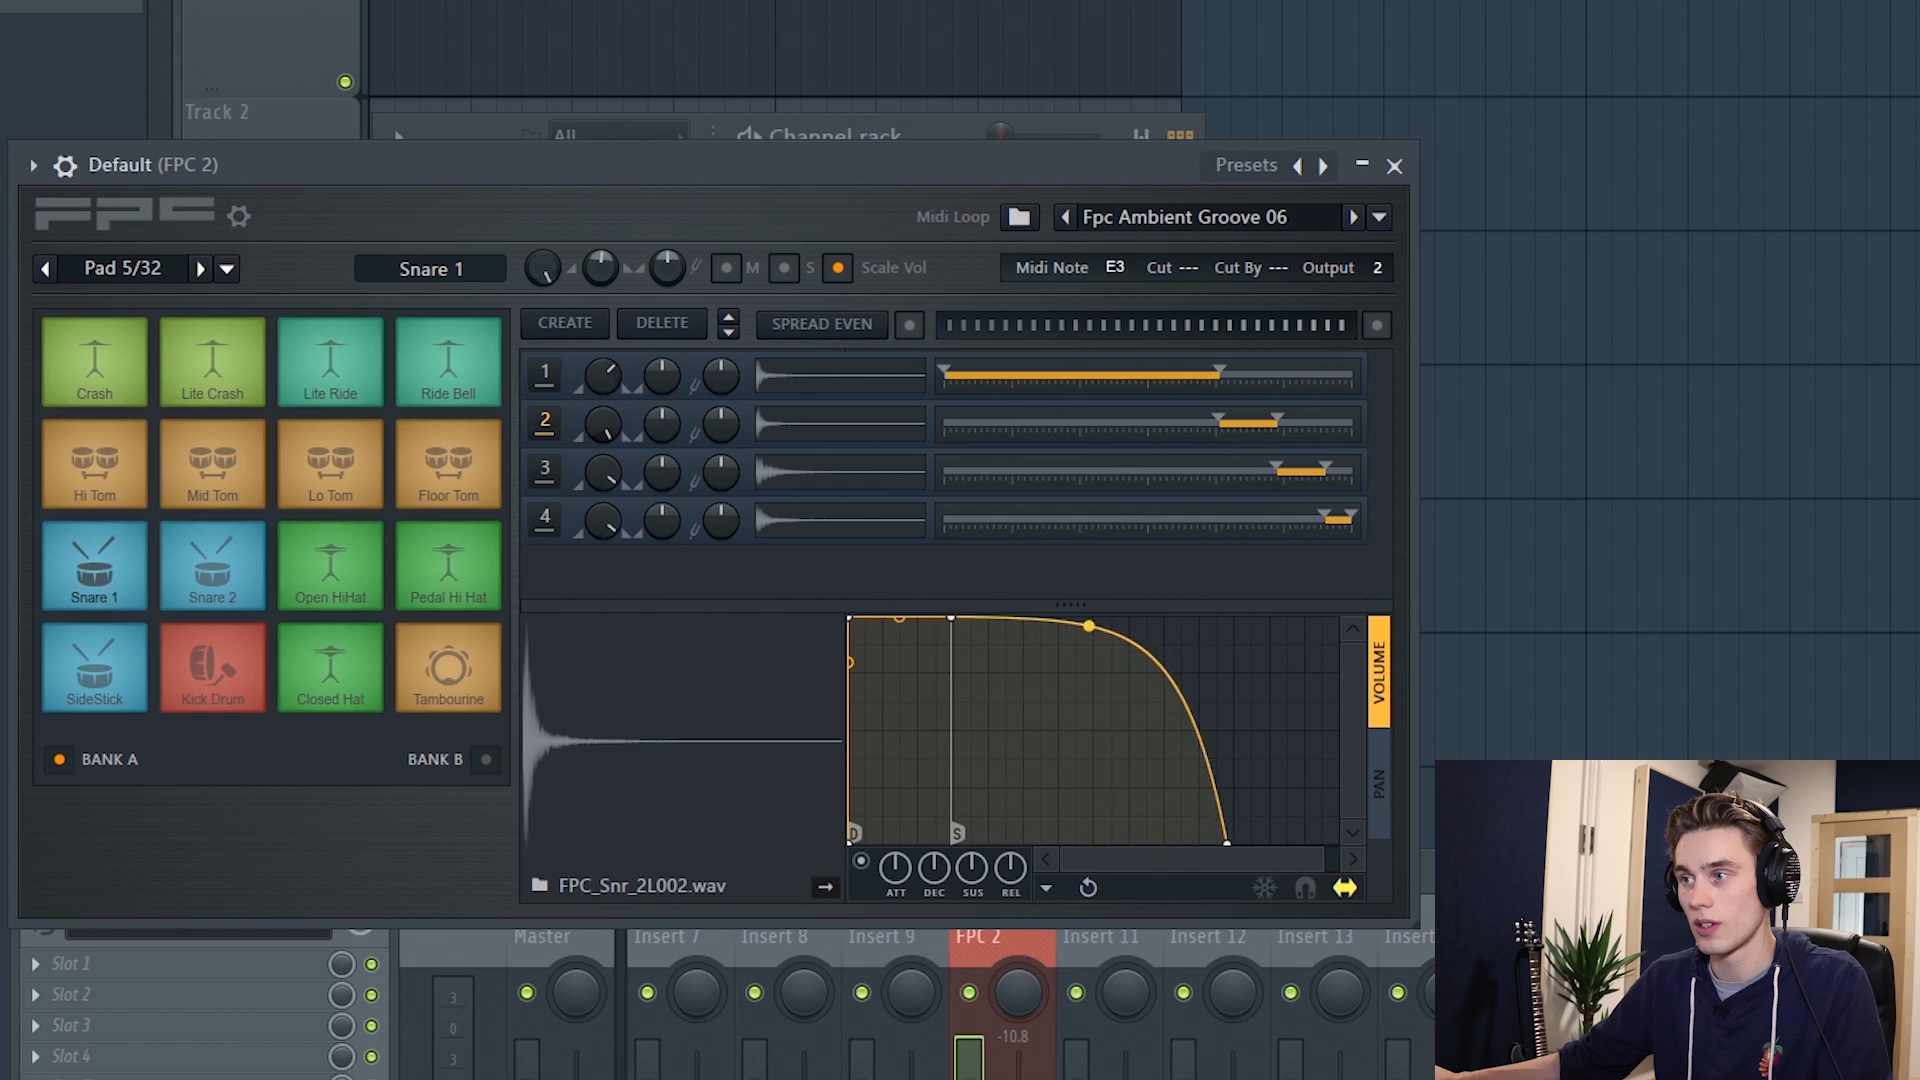 Track 2
All
Channel rack
Default (FPC 2)
Presets
FPC
Midi Loop
Fpc Ambient Groove 06
Pad 5/32
Snare 1
M
S
Scale Vol
Midi Note E3 Cut --- Cut By --- Output 2
CREATE
DELETE
SPREAD EVEN
1
2
3
4
Crash
Lite Crash
Lite Ride
Ride Bell
Hi Tom
Mid Tom
Lo Tom
Floor Tom
Snare 1
Snare 2
Open HiHat
Pedal Hi Hat
SideStick
Kick Drum
Closed Hat
Tambourine
BANK A
BANK B
VOLUME
PAN
D
S
FPC_Snr_2L002.wav
ATT
DEC
SUS
REL
Master
Insert 7
Insert 8
Insert 9
FPC 2
Insert 11
Insert 12
Insert 13
Insert
Slot 1
Slot 2
Slot 3
Slot 4
3
0
3
-10.8